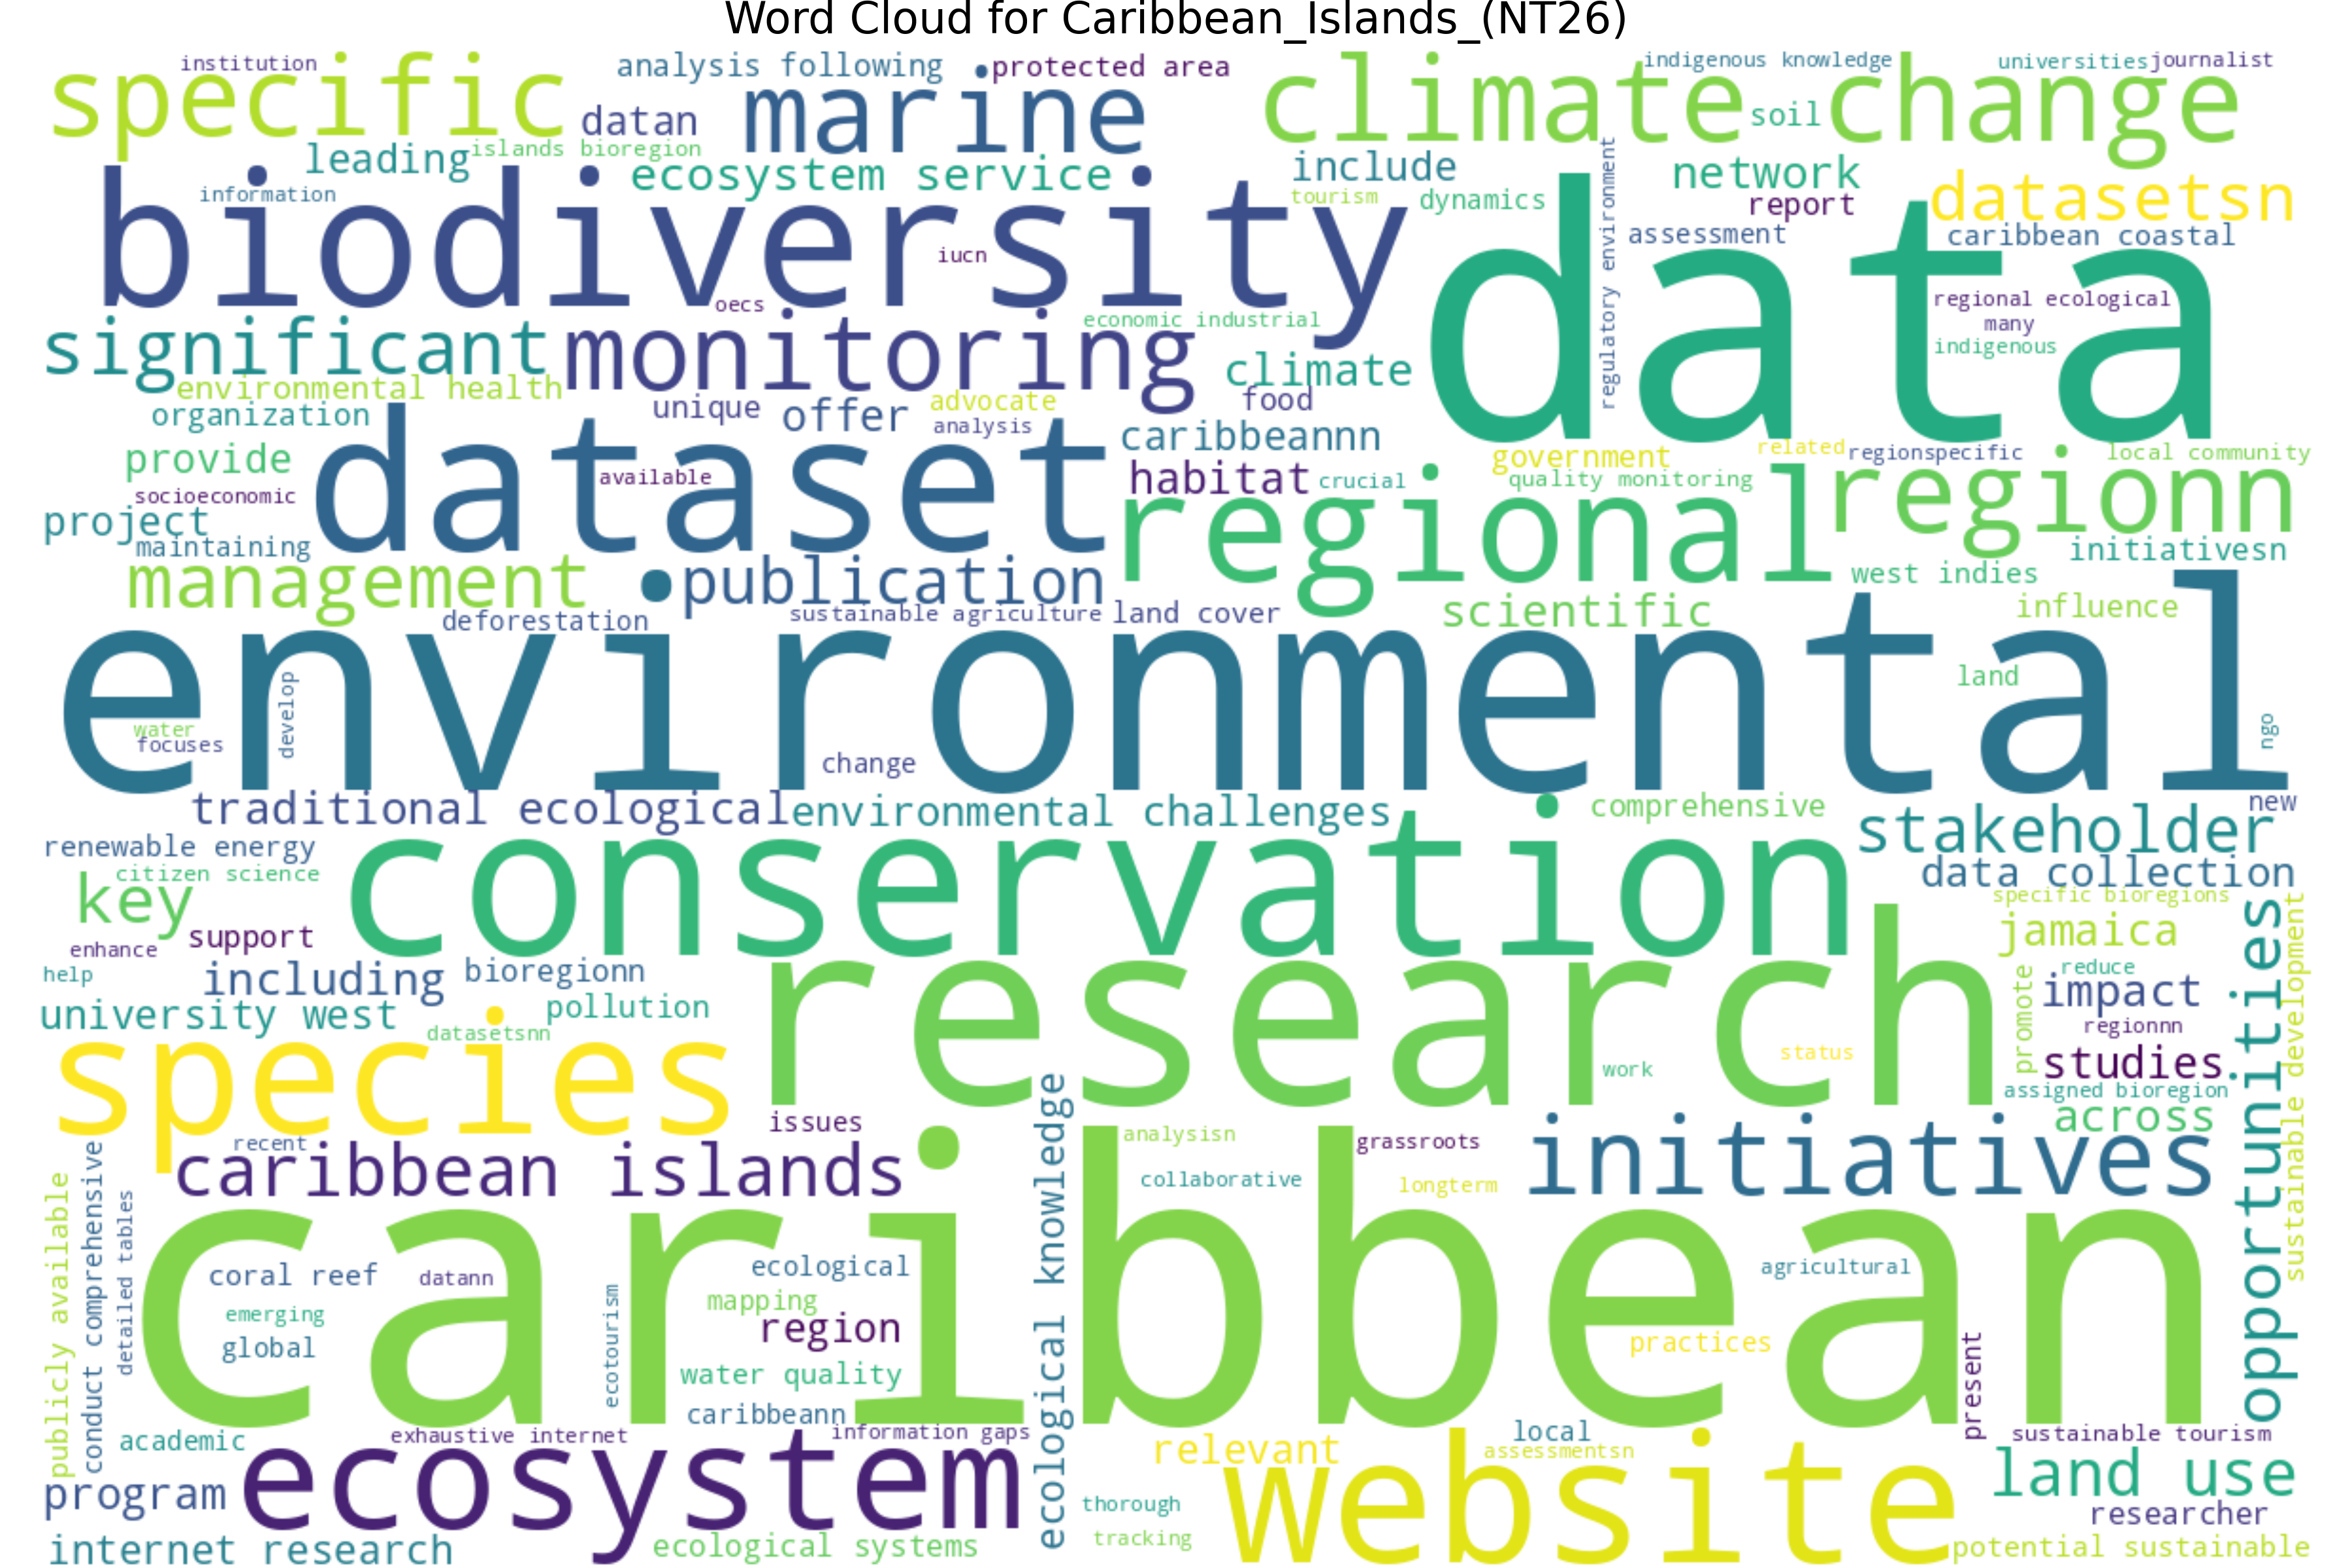 Word Cloud for Caribbean_Islands_(NT26)
institution
specific
analysis following
protected area
indigenous knowledge
universities
journalist
datan
marine
climate change
soil
leading
islands bioregion
ecosystem service
include
network
datasetsn
information
biodiversity
tourism
dynamics
regulatory environment
report
assessment
caribbean coastal
iucn
data
oecs
regional ecological
many
indigenous
significant
monitoring
economic industrial
climate
environmental health
organization
unique
offer
advocate
analysis
food
caribbeannn
provide
dataset
available
socioeconomic
habitat
crucial
government
quality monitoring
related
regionspecific
local community
project
maintaining
regional
regionn
initiativesn
management
publication
west indies
deforestation
sustainable agriculture
land cover
scientific
influence
environmental
develop
land
water
focuses
change
ngo
traditional ecological
environmental challenges
comprehensive
new
stakeholder
renewable energy
citizen science
key
conservation
data collection
specific bioregions
support
enhance
jamaica
help
including
bioregionn
research
reduce
impact
opportunities
sustainable development
university west
pollution
datasetsnn
promote
regionnn
species
work
status
studies
assigned bioregion
across
issues
recent
caribbean islands
ecological knowledge
analysisn
grassroots
collaborative
longterm
initiatives
publicly available
conduct comprehensive
detailed tables
caribbean
coral reef
datann
ecological
agricultural
emerging
mapping
global
ecotourism
region
practices
water quality
present
caribbeann
academic
exhaustive internet
information gaps
local
sustainable tourism
relevant
assessmentsn
program
ecosystem
website
land use
thorough
researcher
internet research
ecological systems
tracking
potential sustainable